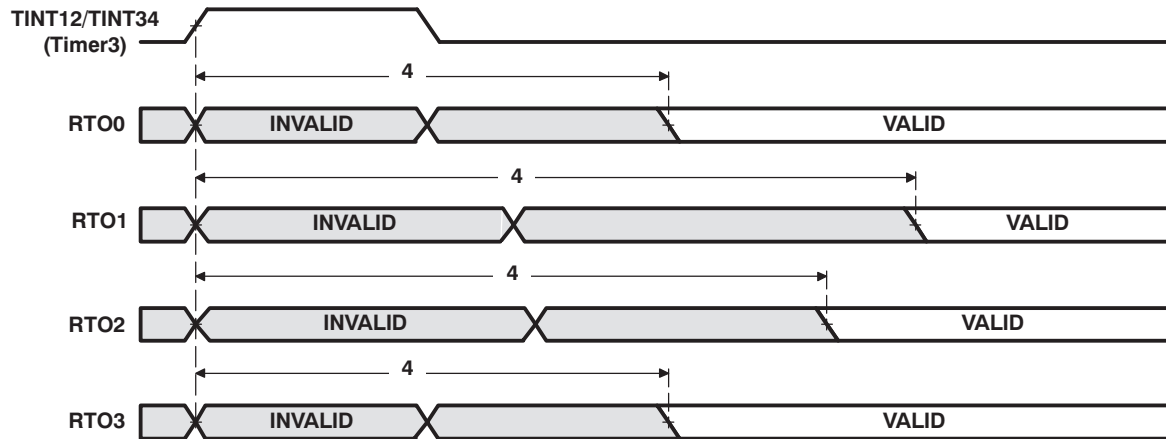 TINT12/TINT34
(Timer3)
4
RTO0 INVALID VALID
4
RTO1 INVALID VALID
4
RTO2 INVALID VALID
4
RTO3 INVALID VALID